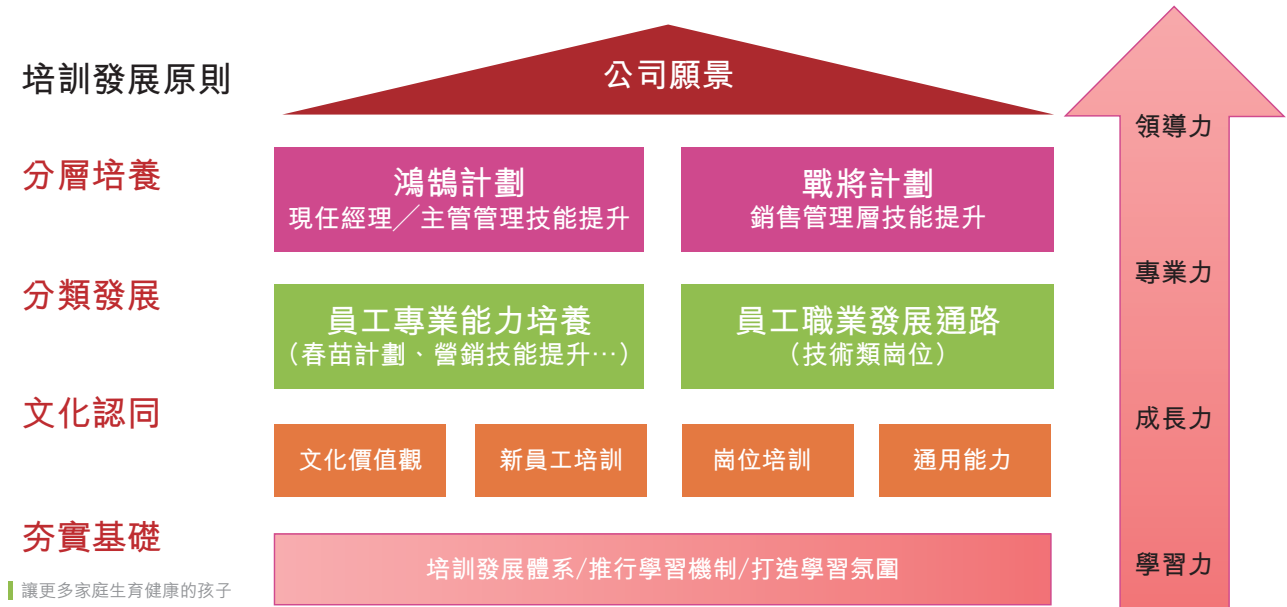 培訓發展原則
公司願景
領導力
分層培養
鴻鵠計劃
現任經理／主管管理技能提升
戰將計劃
銷售管理層技能提升
專業力
分類發展
員工專業能力培養
（春苗計劃、營銷技能提升…）
員工職業發展通路
（技術類崗位）
成長力
文化認同
文化價值觀
新員工培訓
崗位培訓
通用能力
學習力
夯實基礎
培訓發展體系/推行學習機制/打造學習氛圍
讓更多家庭生育健康的孩子